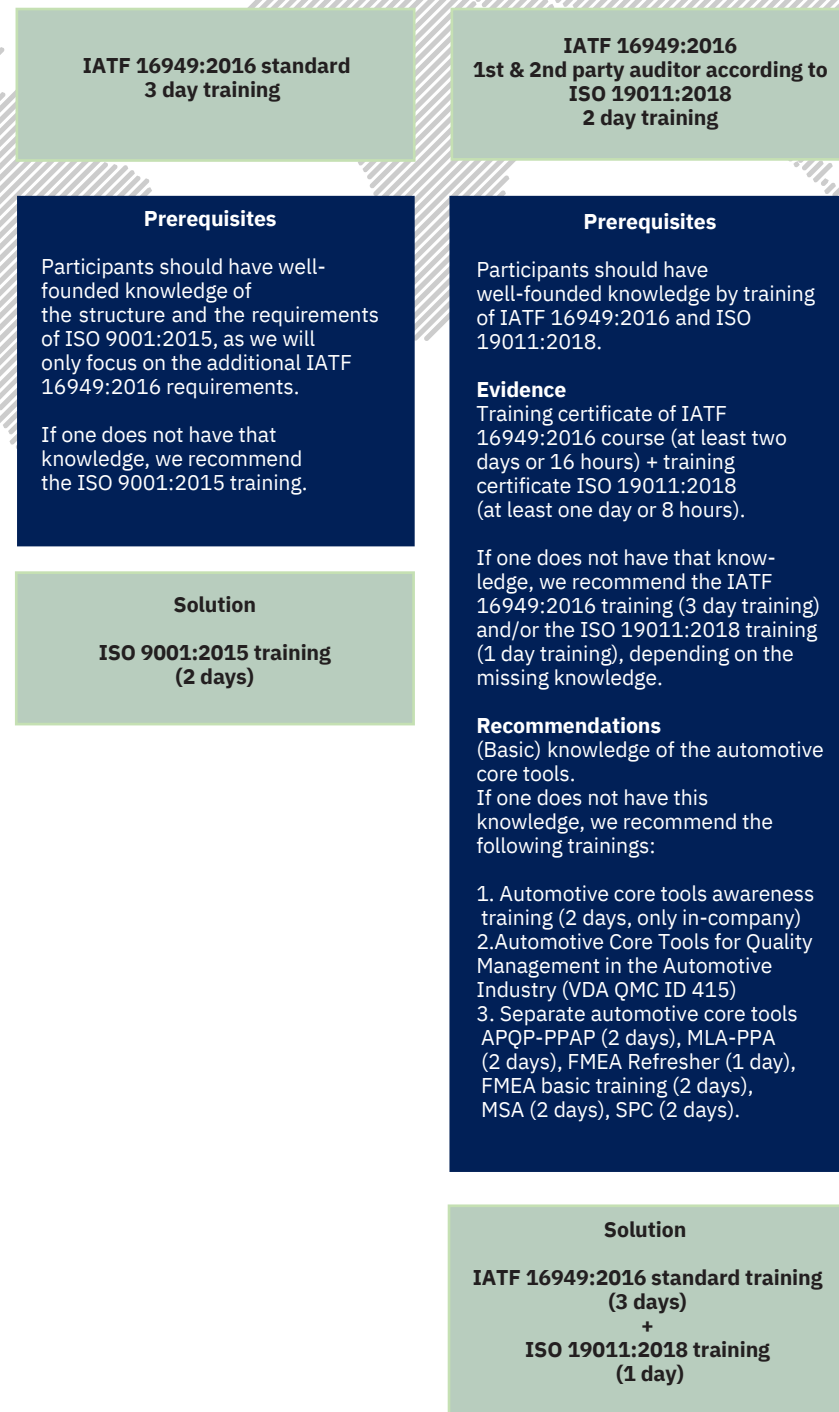 IATF 16949:2016 standard
3 day training
Prerequisites
Participants should have well-
founded knowledge of
the structure and the requirements
of ISO 9001:2015, as we will
only focus on the additional IATF
16949:2016 requirements.
If one does not have that
knowledge, we recommend
the ISO 9001:2015 training.
Solution
ISO 9001:2015 training
(2 days)
IATF 16949:2016
1st & 2nd party auditor according to
ISO 19011:2018
2 day training
Prerequisites
Participants should have
well-founded knowledge by training
of IATF 16949:2016 and ISO
19011:2018.
Evidence
Training certificate of IATF
16949:2016 course (at least two
days or 16 hours) + training
certificate ISO 19011:2018
(at least one day or 8 hours).
If one does not have that know-
ledge, we recommend the IATF
16949:2016 training (3 day training)
and/or the ISO 19011:2018 training
(1 day training), depending on the
missing knowledge.
Recommendations
(Basic) knowledge of the automotive
core tools.
If one does not have this
knowledge, we recommend the
following trainings:
1. Automotive core tools awareness
training (2 days, only in-company)
2.Automotive Core Tools for Quality
Management in the Automotive
Industry (VDA QMC ID 415)
3. Separate automotive core tools
APQP-PPAP (2 days), MLA-PPA
(2 days), FMEA Refresher (1 day),
FMEA basic training (2 days),
MSA (2 days), SPC (2 days).
Solution
IATF 16949:2016 standard training
(3 days)
+
ISO 19011:2018 training
(1 day)